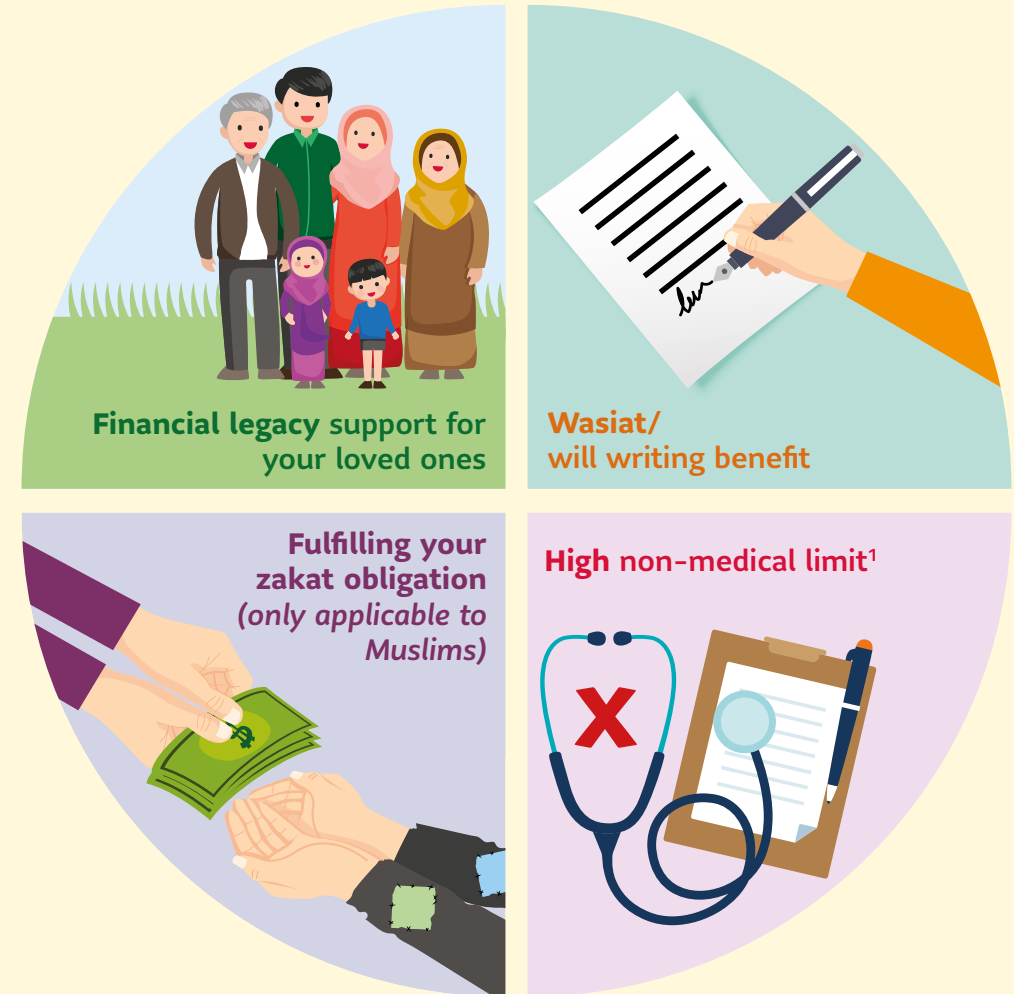 Financial legacy support for
your loved ones
Wasiat/
will writing benefit
Fulfilling your
zakat obligation
(only applicable to
Muslims)
High non-medical limit¹